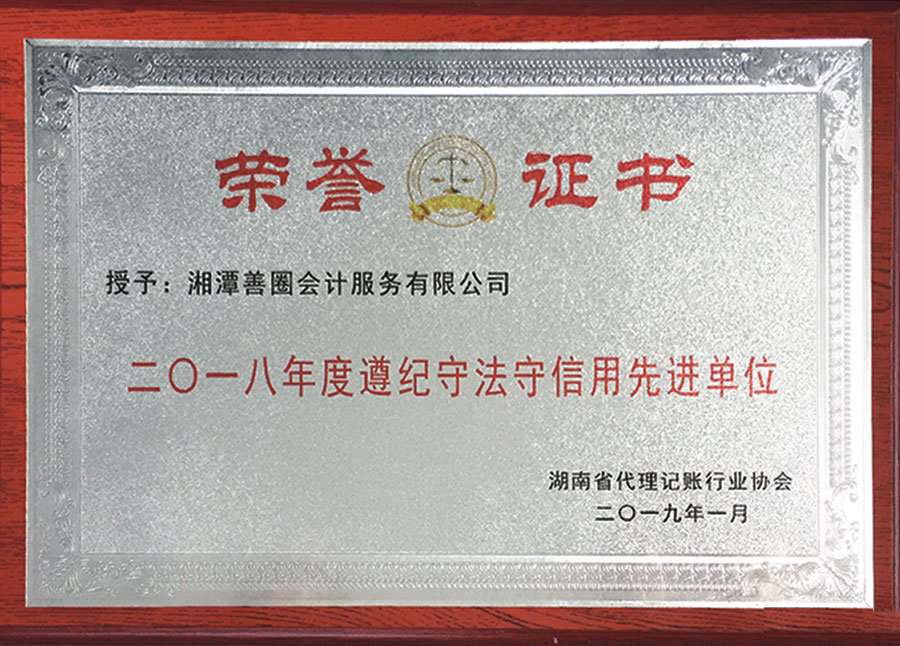 荣誉证书
授予：湘潭善圈会计服务有限公司
二〇一八年度遵纪守法守信用先进单位
湖南省代理记账行业协会
二〇一九年一月